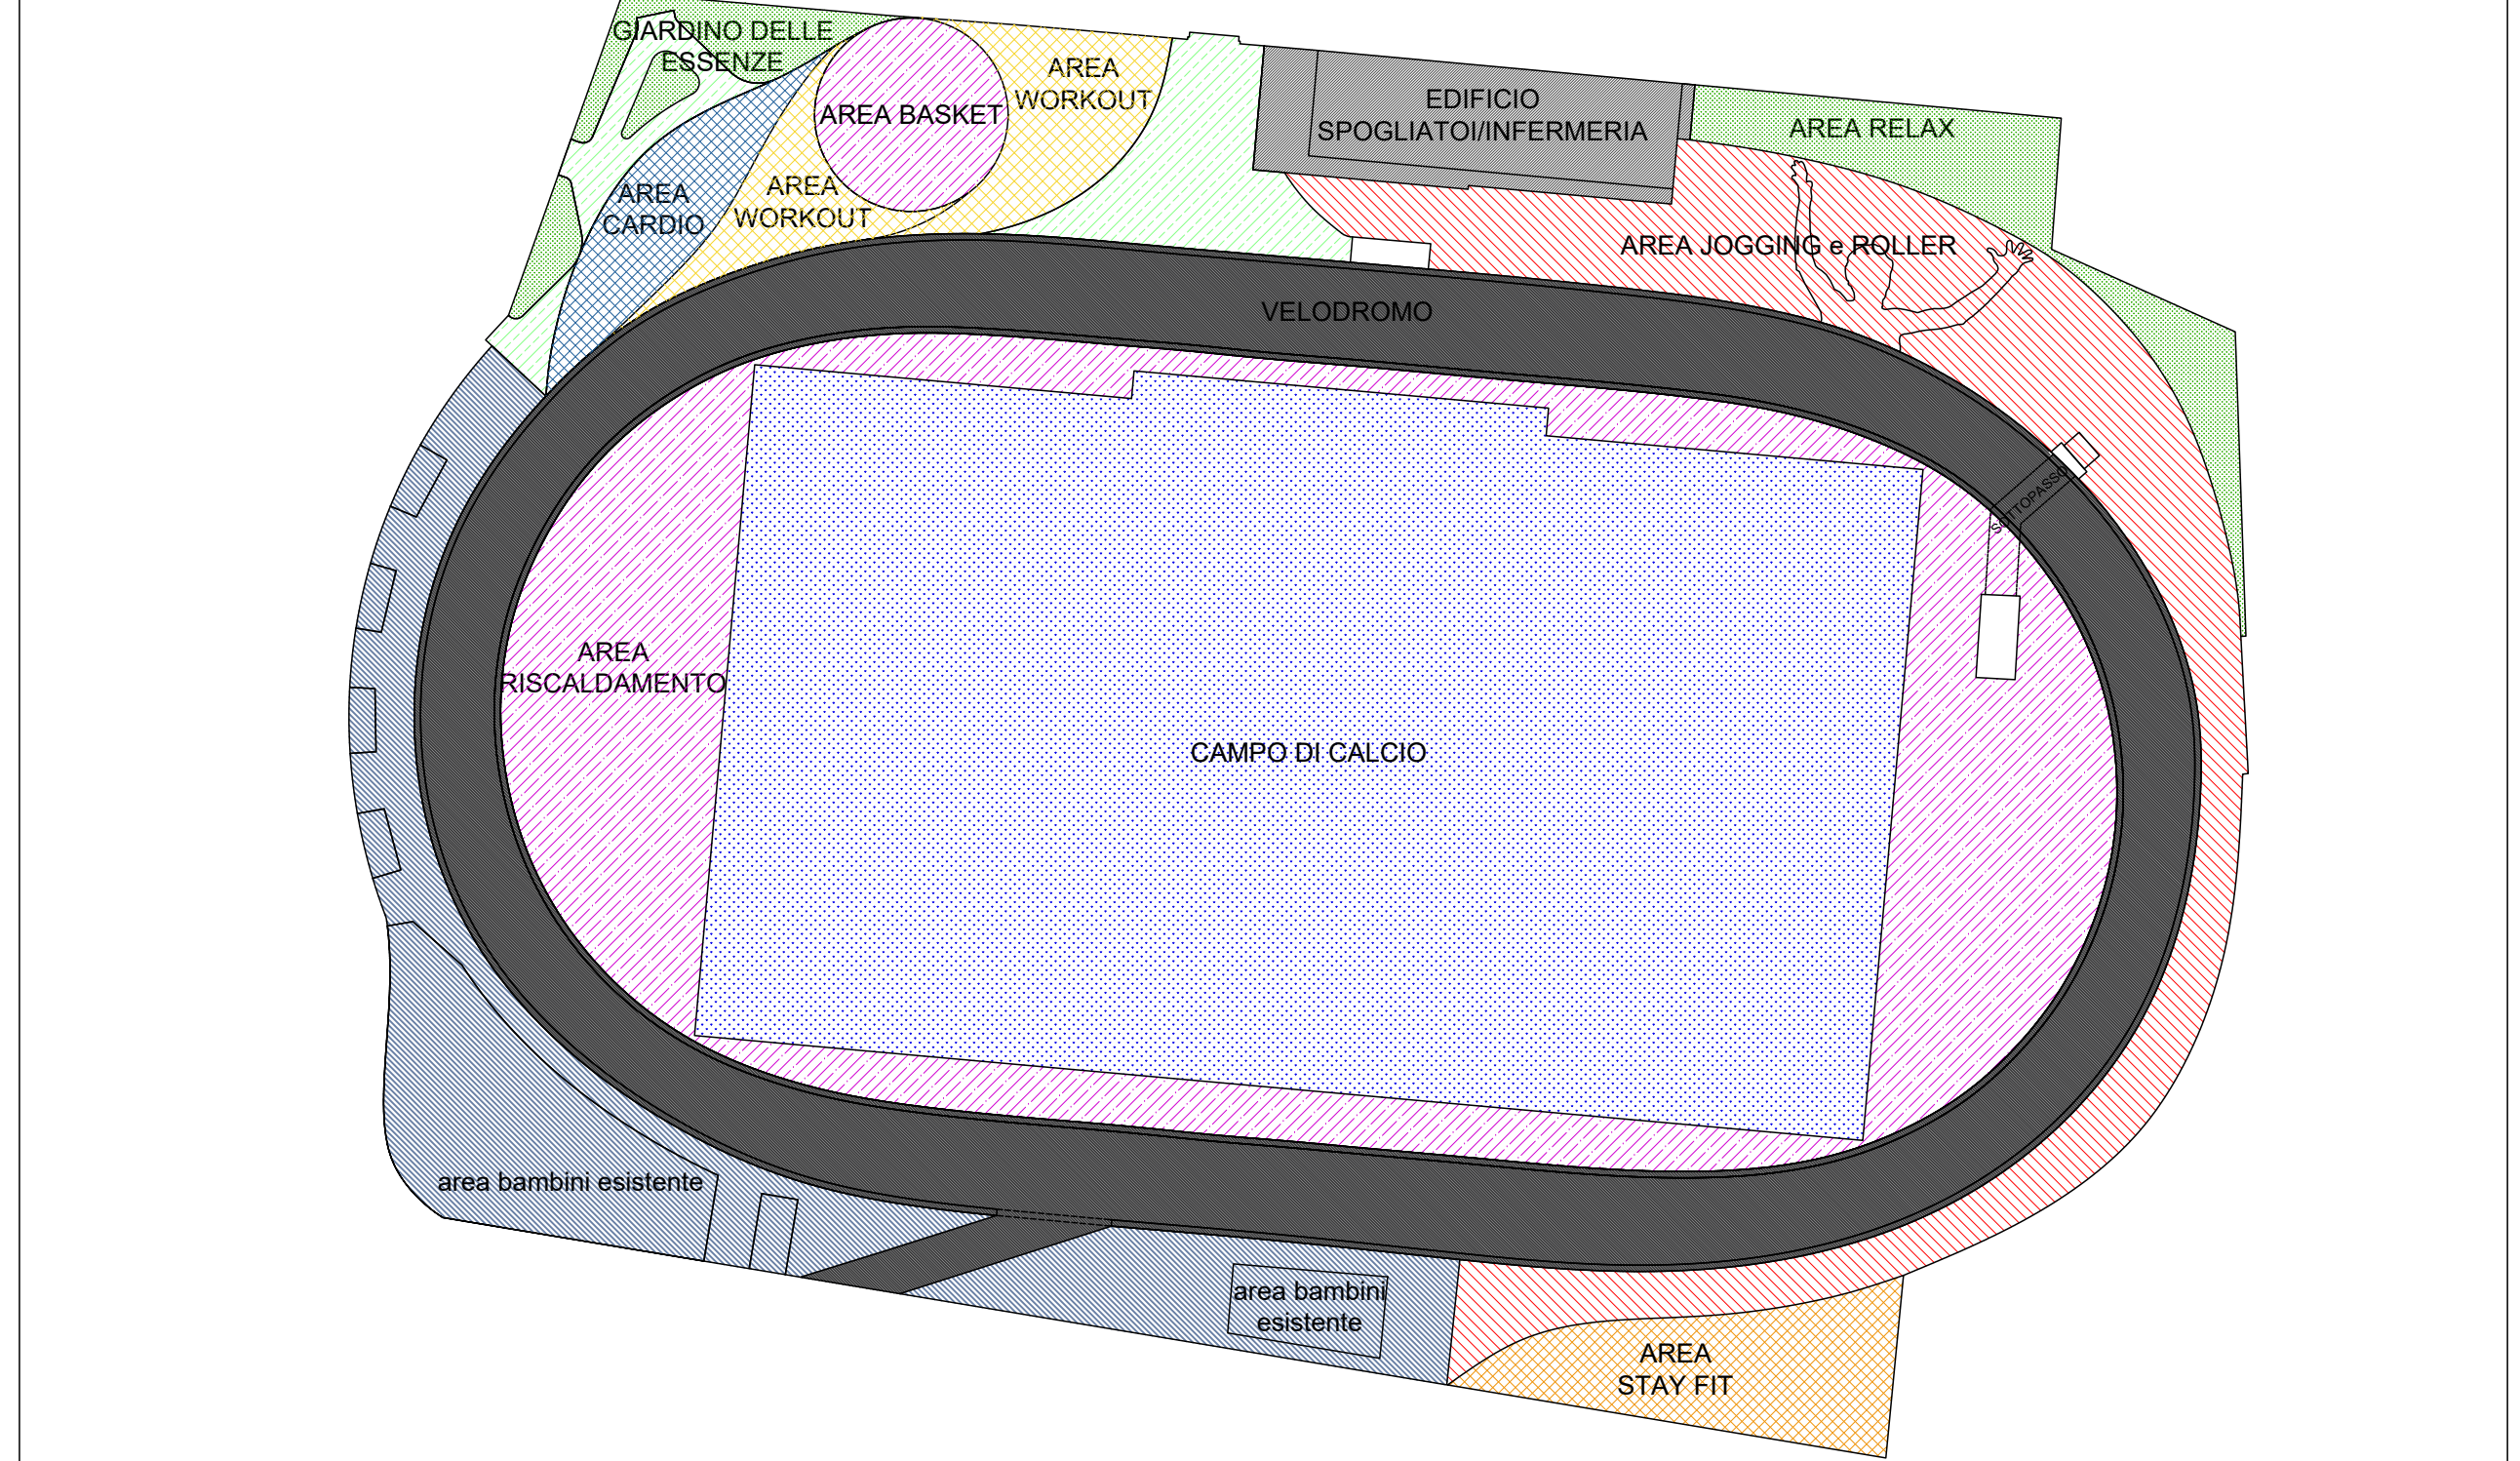 GIARDINO DELLE
ESSENZE
AREA
WORKOUT
AREA BASKET
EDIFICIO
SPOGLIATOI/INFERMERIA
AREA RELAX
AREA
CARDIO
AREA
WORKOUT
AREA JOGGING e ROLLER
VELODROMO
SOTTOPASSO
AREA
RISCALDAMENTO
CAMPO DI CALCIO
area bambini esistente
area bambini
esistente
AREA
STAY FIT